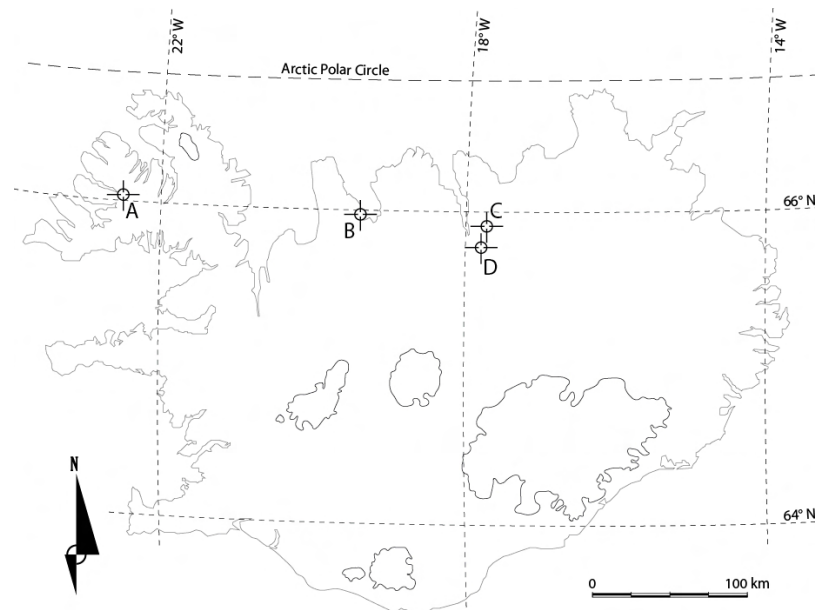 22° W
18° W
14° W
Arctic Polar Circle
A
B
C
D
66° N
64° N
N
0
100 km